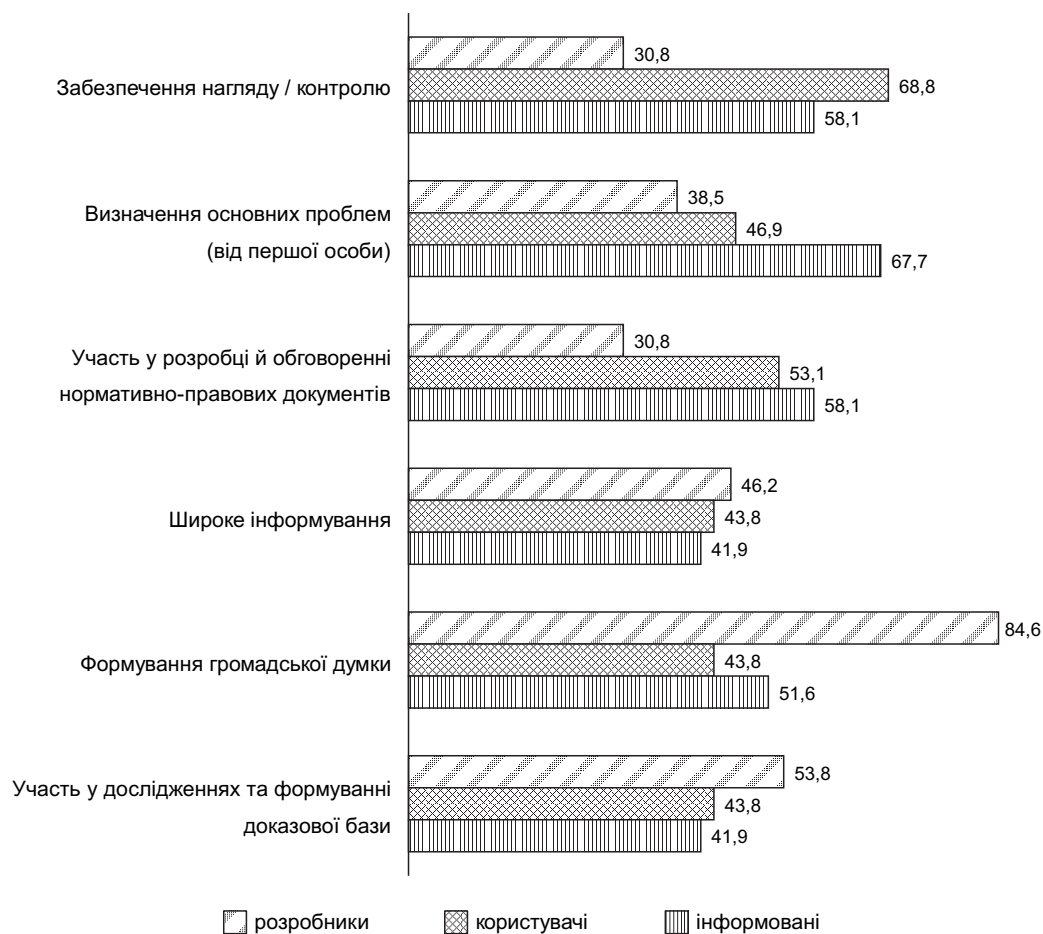 30,8
Забезпечення нагляду / контролю
68,8
58,1
38,5
Визначення основних проблем
(від першої особи)
46,9
67,7
30,8
Участь у розробці й обговоренні
нормативно-правових документів
53,1
58,1
46,2
Широке інформування
43,8
41,9
84,6
Формування громадської думки
43,8
51,6
53,8
Участь у дослідженнях та формуванні
доказової бази
43,8
41,9
розробники користувачі інформовані